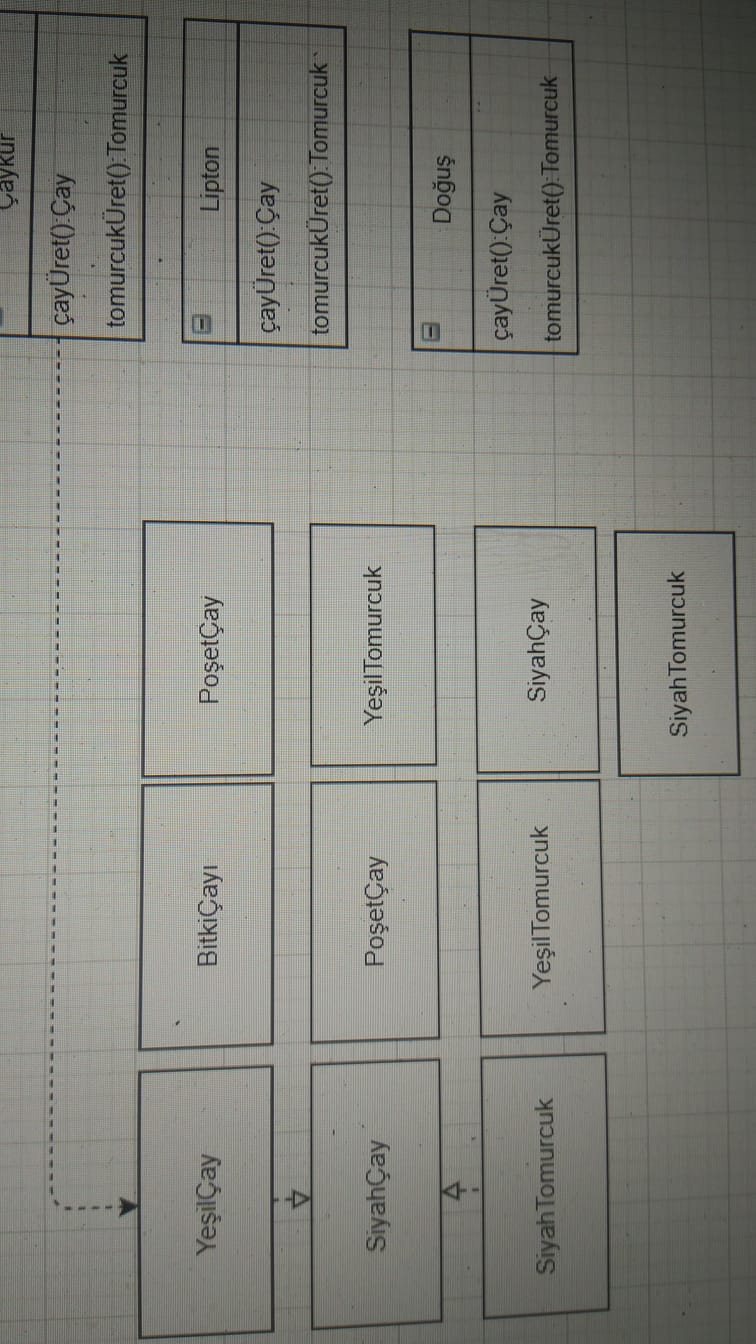 Çaykur
çayÜret():Çay
tomurcukÜret():Tomurcuk
Lipton
çayÜret():Çay
tomurcukÜret():Tomurcuk
Doğuş
çayÜret():Çay
tomurcukÜret():Tomurcuk
YeşilÇay
BitkiÇayı
PoşetÇay
SiyahÇay
PoşetÇay
YeşilTomurcuk
SiyahTomurcuk
YeşilTomurcuk
SiyahÇay
SiyahTomurcuk